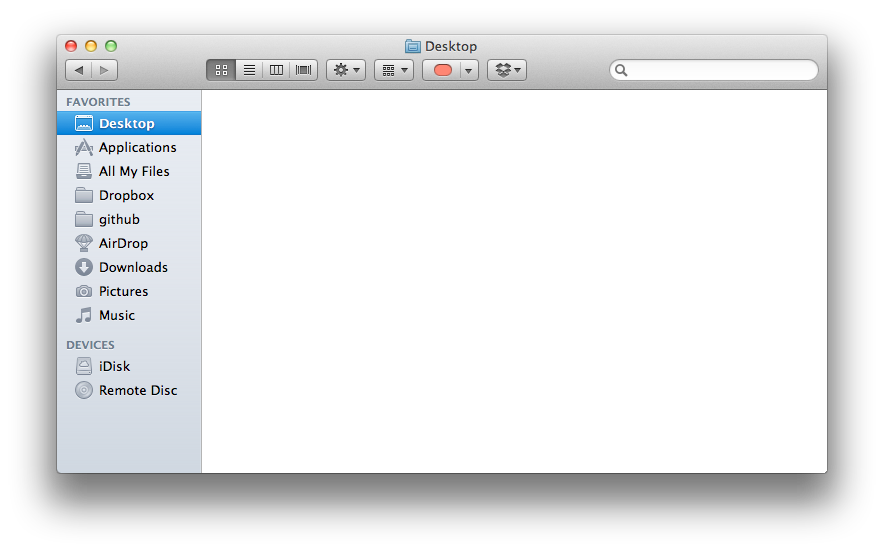 Desktop
FAVORITES
Desktop
Applications
All My Files
Dropbox
github
AirDrop
Downloads
Pictures
Music
DEVICES
iDisk
Remote Disc